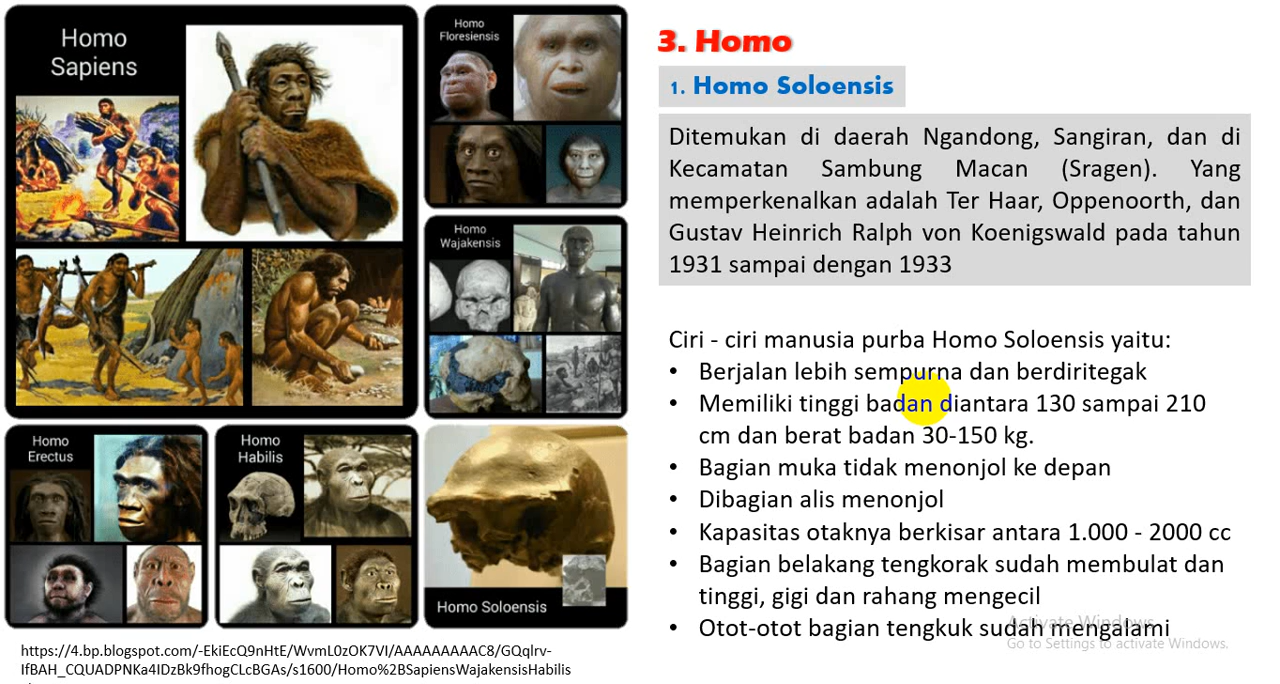 Homo
Sapiens
Homo
Floresiensis
Homo
Wajakensis
Homo
Erectus
Homo
Habilis
Homo Soloensis
https://4.bp.blogspot.com/-EkiEcQ9nHtE/WvmL0zOK7VI/AAAAAAAAAC8/GQqlrv-
IfBAH_CQUADPNKa4IDzBk9fhogCLcBGAs/s1600/Homo%2BSapiensWajakensisHabilis
3. Homo
1. Homo Soloensis
Ditemukan di daerah Ngandong, Sangiran, dan di
Kecamatan Sambung Macan (Sragen). Yang
memperkenalkan adalah Ter Haar, Oppenoorth, dan
Gustav Heinrich Ralph von Koenigswald pada tahun
1931 sampai dengan 1933
Ciri - ciri manusia purba Homo Soloensis yaitu:
• Berjalan lebih sempurna dan berdiritegak
• Memiliki tinggi badan diantara 130 sampai 210
cm dan berat badan 30-150 kg.
• Bagian muka tidak menonjol ke depan
• Dibagian alis menonjol
• Kapasitas otaknya berkisar antara 1.000 - 2000 cc
• Bagian belakang tengkorak sudah membulat dan
tinggi, gigi dan rahang mengecil
• Otot-otot bagian tengkuk sudah mengalami
Activate Windows
Go to Settings to activate Windows.